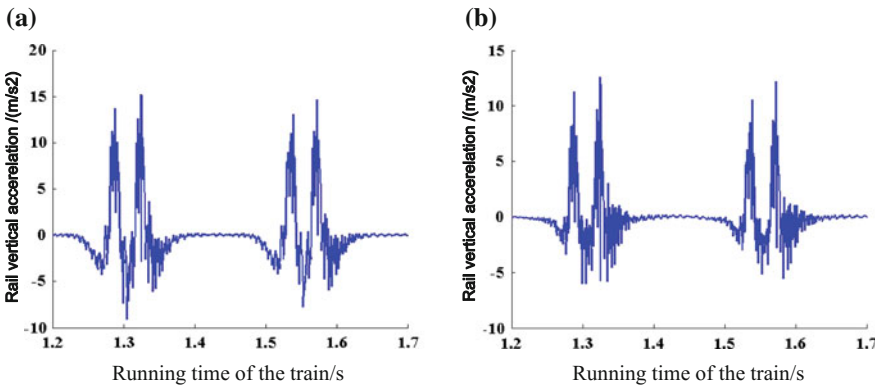 (a)
Rail vertical accerelation /(m/s2)
20
15
10
5
0
-5
-10
1.2 1.3 1.4 1.5 1.6 1.7
Running time of the train/s
(b)
Rail vertical accerelation /(m/s2)
15
10
5
0
-5
-10
1.2 1.3 1.4 1.5 1.6 1.7
Running time of the train/s